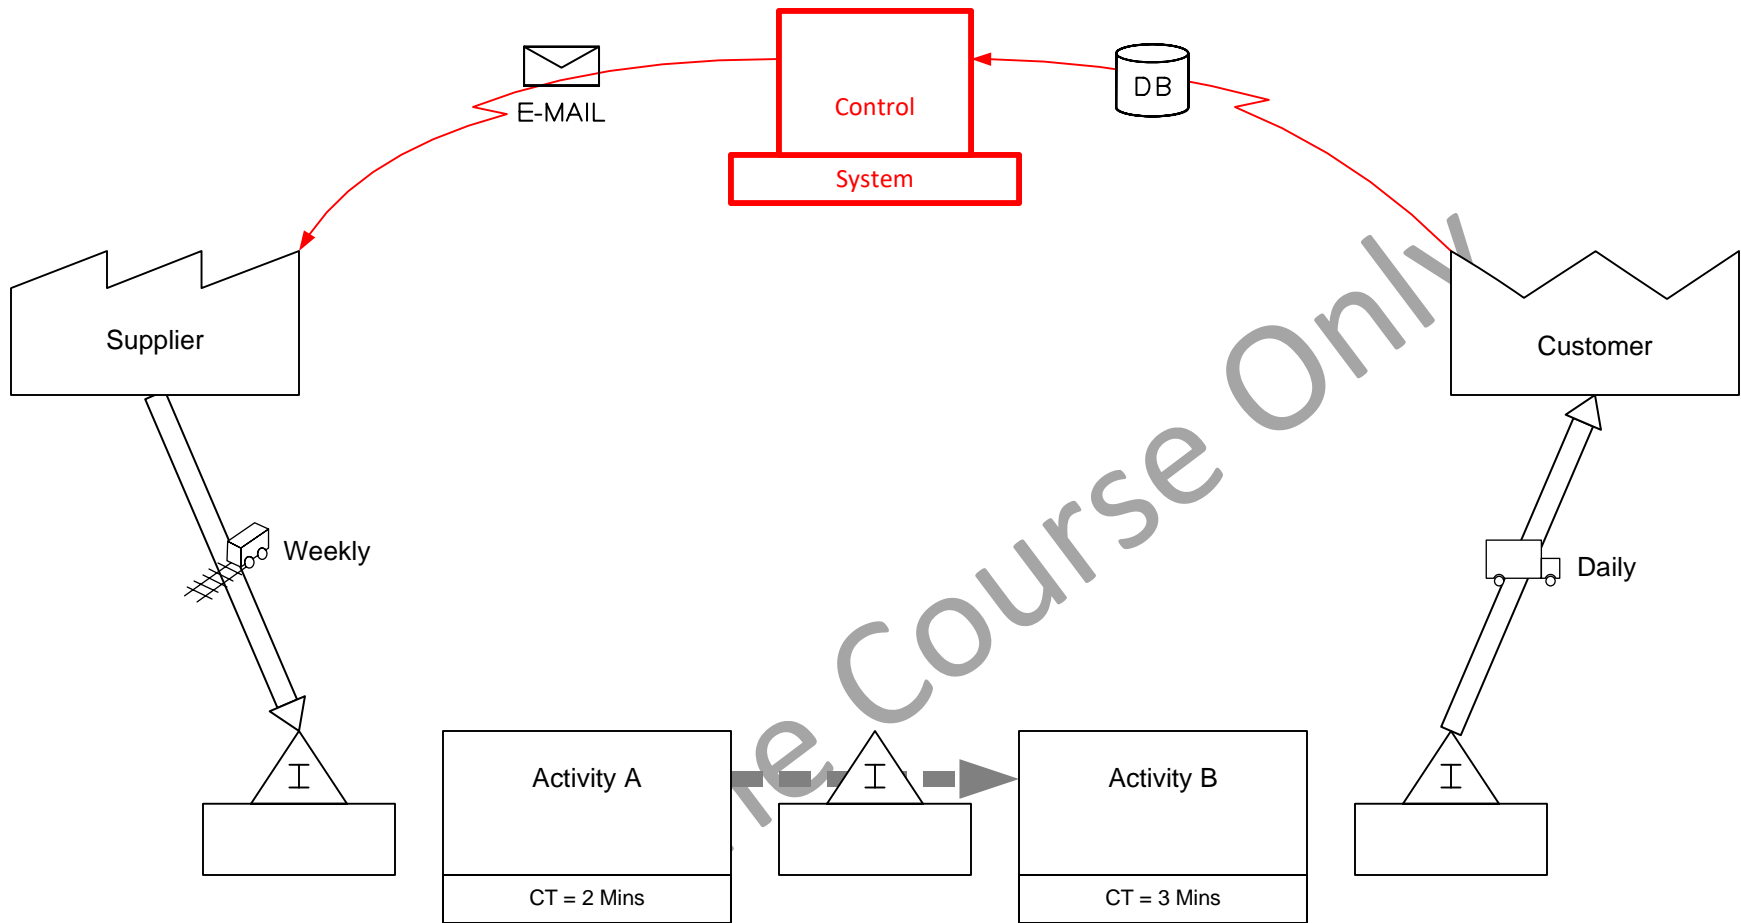 E-MAIL
DB
Control
System
Supplier
Customer
Weekly
Daily
I
Activity A
I
Activity B
I
CT = 2 Mins
CT = 3 Mins
Course Only